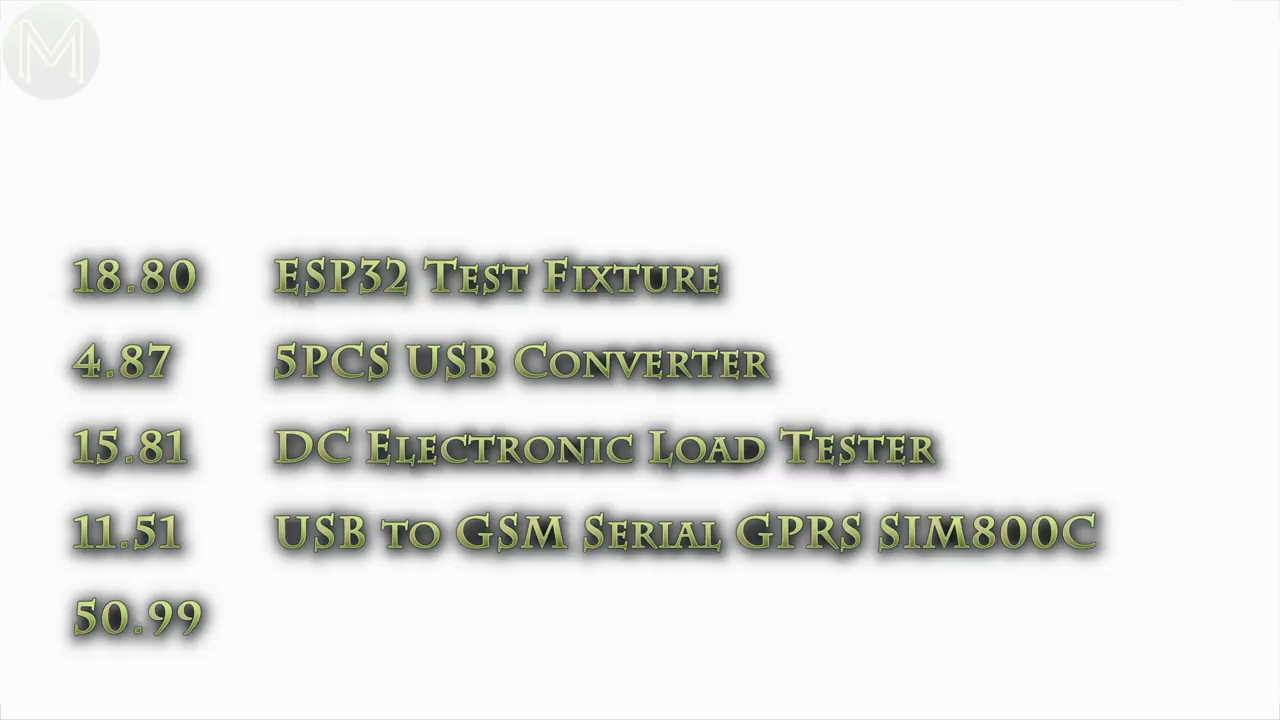 M
18.80 ESP32 Test Fixture
4.87 5PCS USB Converter
15.81 DC Electronic Load Tester
11.51 USB to GSM Serial GPRS SIM800C
50.99